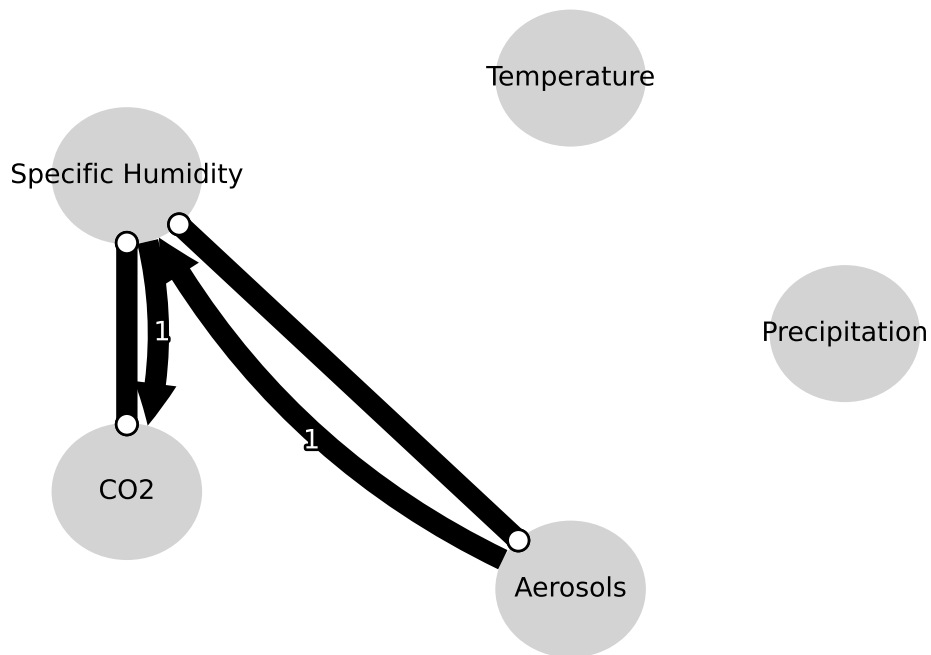 Temperature
Specific Humidity
1
Precipitation
1
CO2
Aerosols